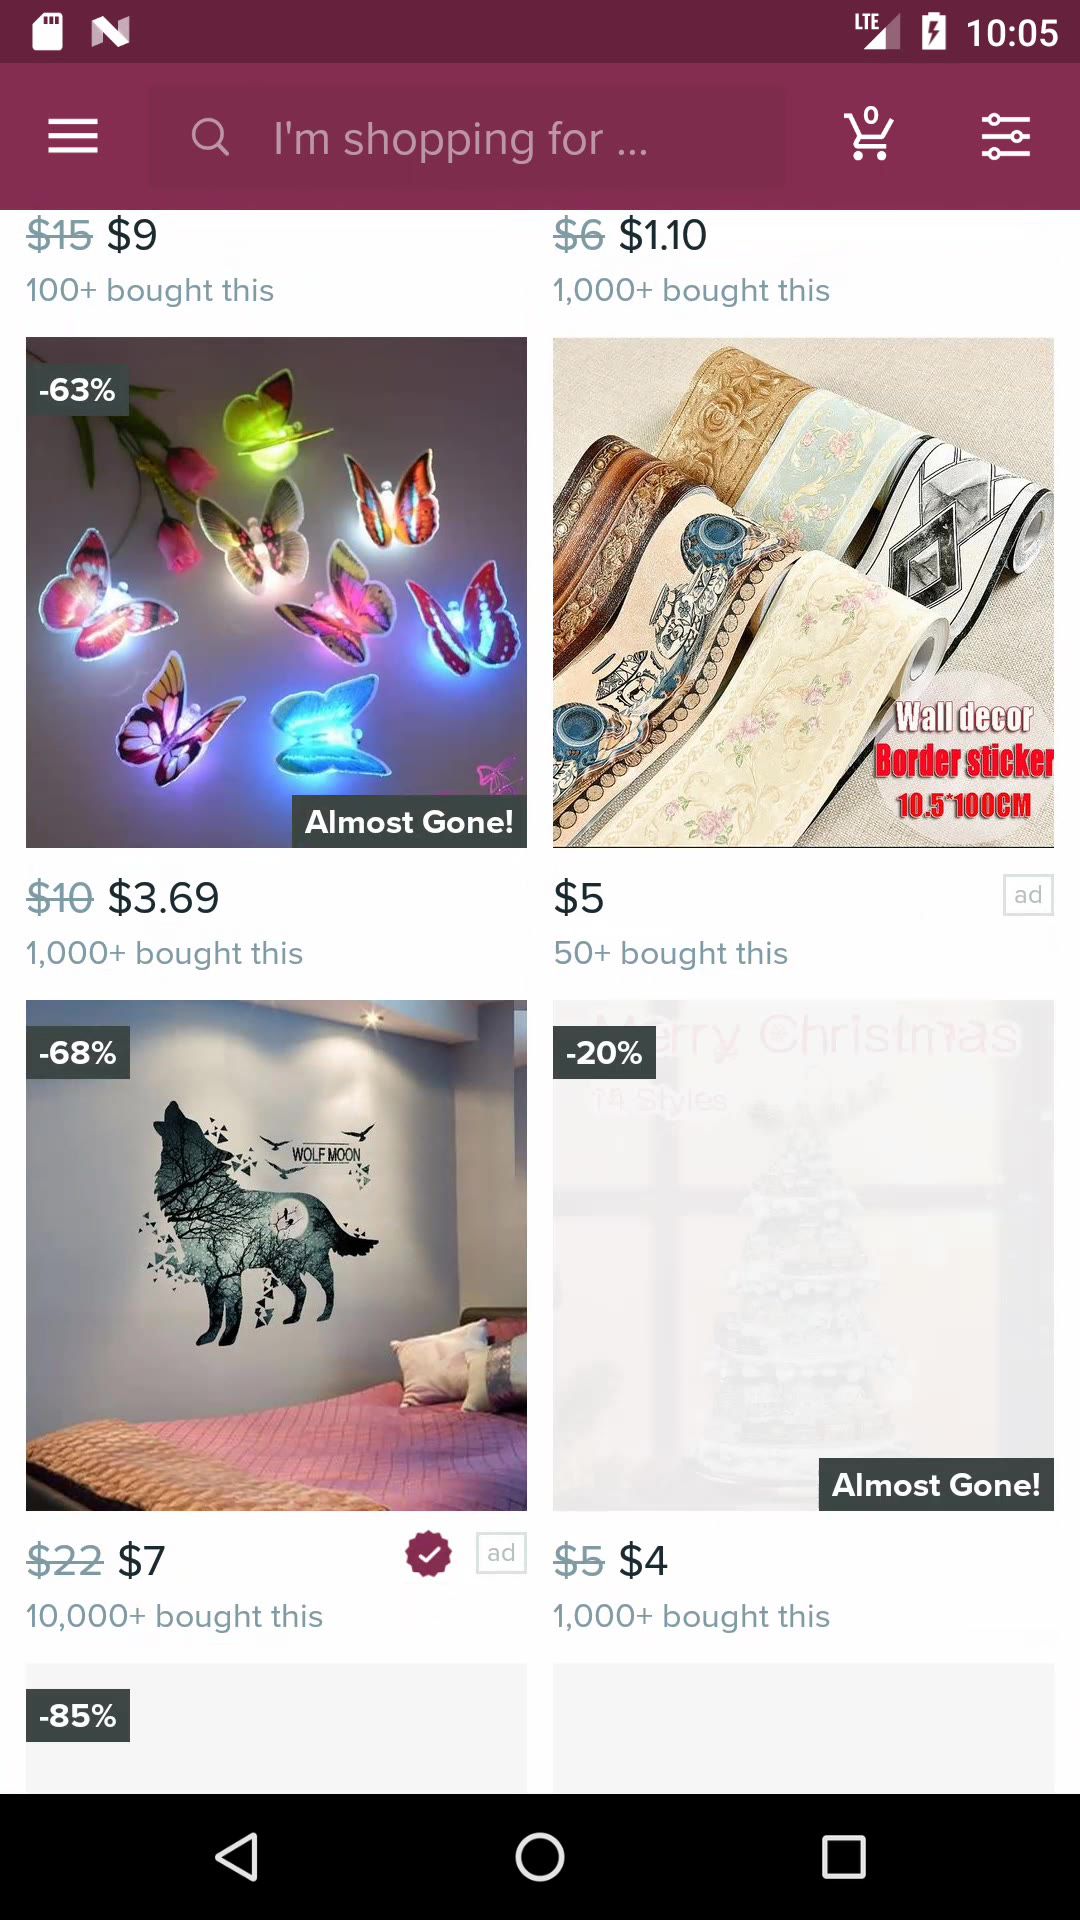 LTE 10:05
I'm shopping for ...
0
$15 $9
100+ bought this
$6 $1.10
1,000+ bought this
-63%
Almost Gone!
Wall decor
Border sticker
10.5*100CM
$10 $3.69
1,000+ bought this
$5
ad
50+ bought this
-68%
WOLF MOON
-20%
Merry Christmas
14 Styles
Almost Gone!
$22 $7
ad
10,000+ bought this
$5 $4
1,000+ bought this
-85%